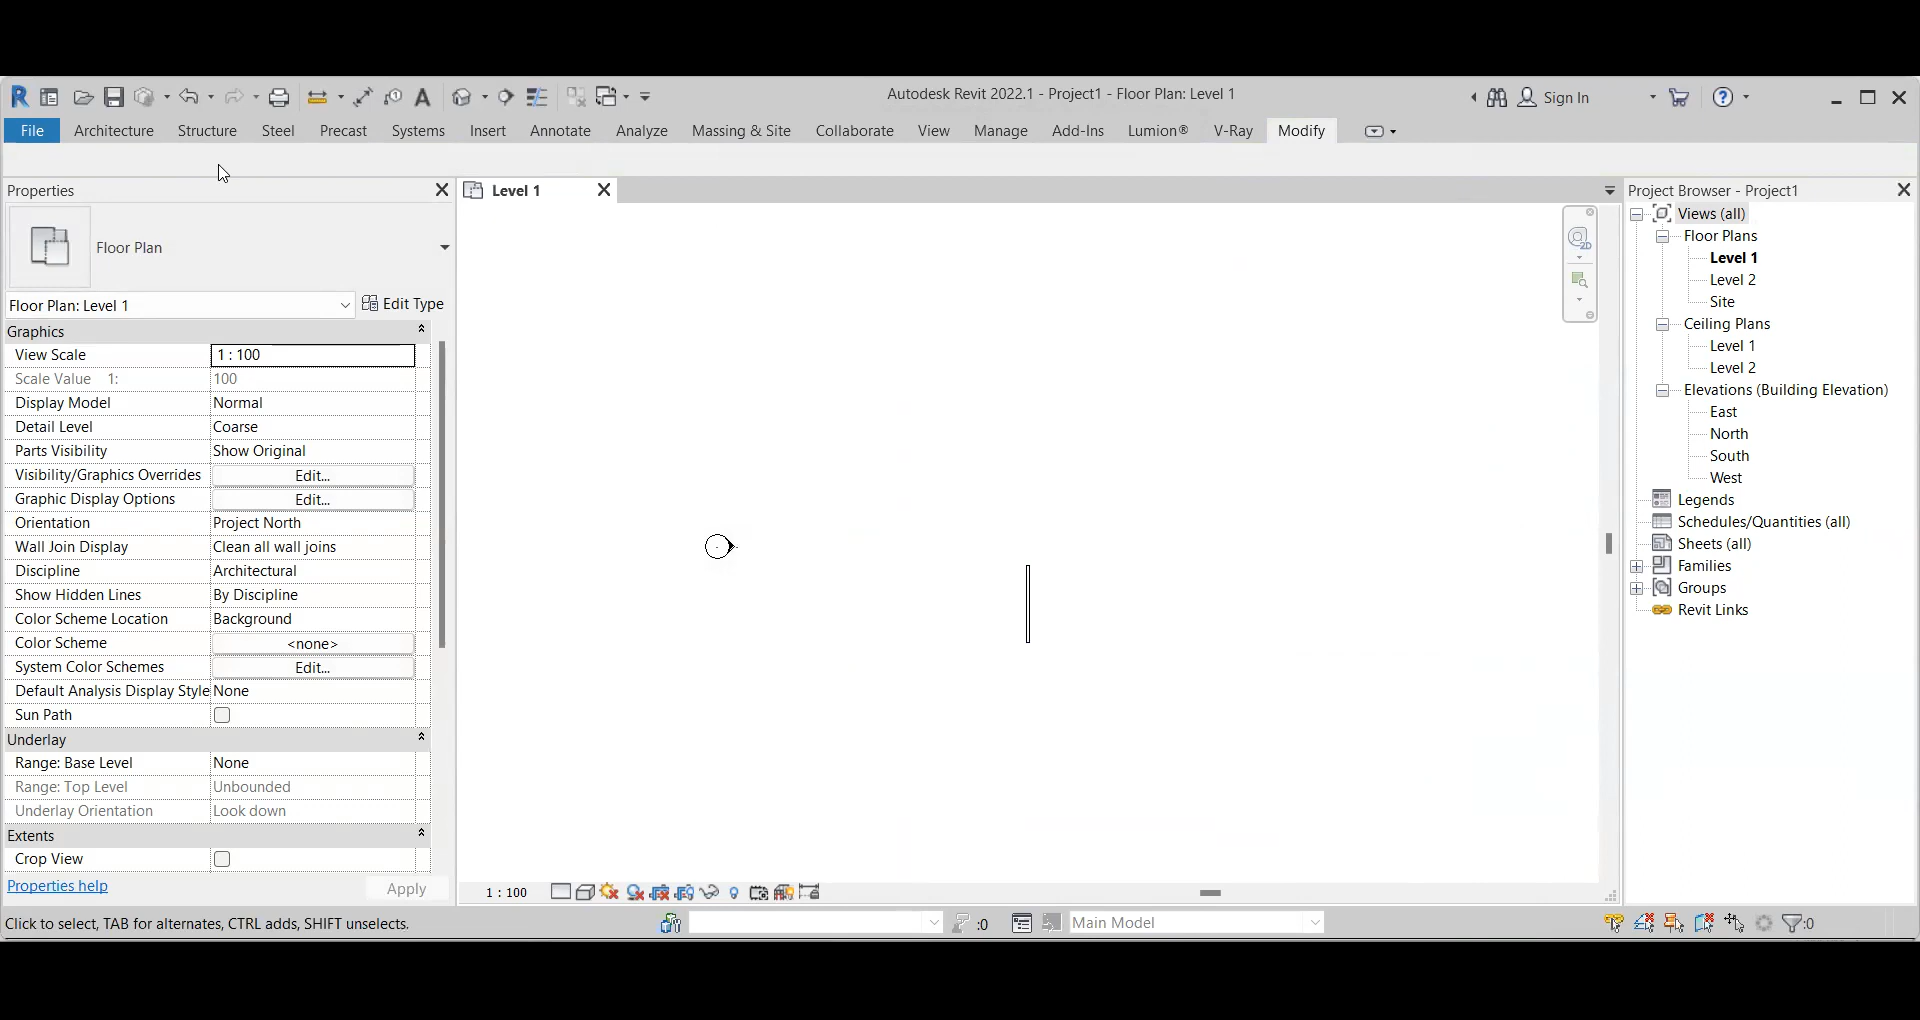 Autodesk Revit 2022.1 - Project1 - Floor Plan: Level 1
Sign In
File Architecture Structure Steel Precast Systems Insert Annotate Analyze Massing & Site Collaborate View Manage Add-Ins Lumion® V-Ray Modify
Properties
Floor Plan
Floor Plan: Level 1
Edit Type
Graphics
View Scale 1 : 100
Scale Value 1: 100
Display Model Normal
Detail Level Coarse
Parts Visibility Show Original
Visibility/Graphics Overrides Edit...
Graphic Display Options Edit...
Orientation Project North
Wall Join Display Clean all wall joins
Discipline Architectural
Show Hidden Lines By Discipline
Color Scheme Location Background
Color Scheme <none>
System Color Schemes Edit...
Default Analysis Display Style None
Sun Path
Underlay
Range: Base Level None
Range: Top Level Unbounded
Underlay Orientation Look down
Extents
Crop View
Properties help
Apply
Level 1
2D
1 : 100
Project Browser - Project1
Views (all)
Floor Plans
Level 1
Level 2
Site
Ceiling Plans
Level 1
Level 2
Elevations (Building Elevation)
East
North
South
West
Legends
Schedules/Quantities (all)
Sheets (all)
Families
Groups
Revit Links
Click to select, TAB for alternates, CTRL adds, SHIFT unselects.
:0
Main Model
:0